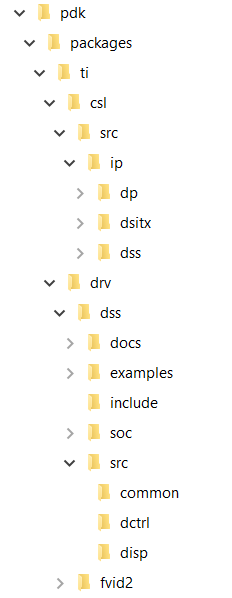 pdk
packages
ti
csl
src
ip
dp
dsitx
dss
drv
dss
docs
examples
include
soc
src
common
dctrl
disp
fvid2